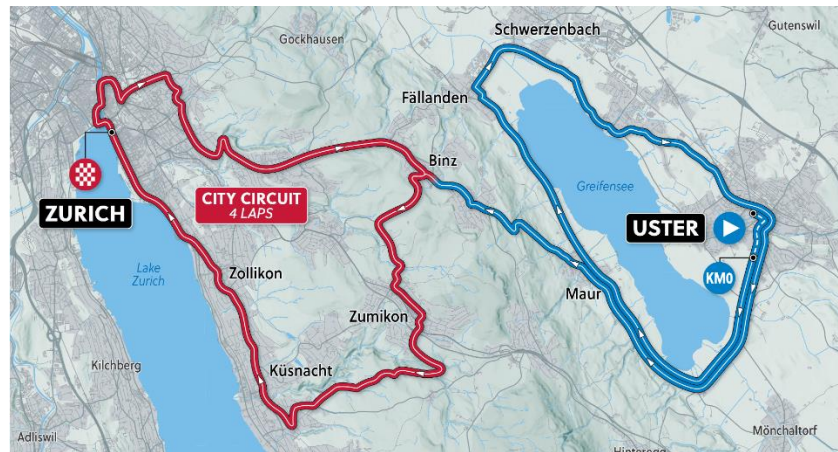 Schwerzenbach
Gutenswil
Gockhausen
Fällanden
Binz
Greifensee
ZURICH
CITY CIRCUIT
4 LAPS
USTER
KM0
Lake
Zurich
Zollikon
Maur
Zumikon
Kilchberg
Küsnacht
Adliswil
Mönchaltorf
Hinteregg